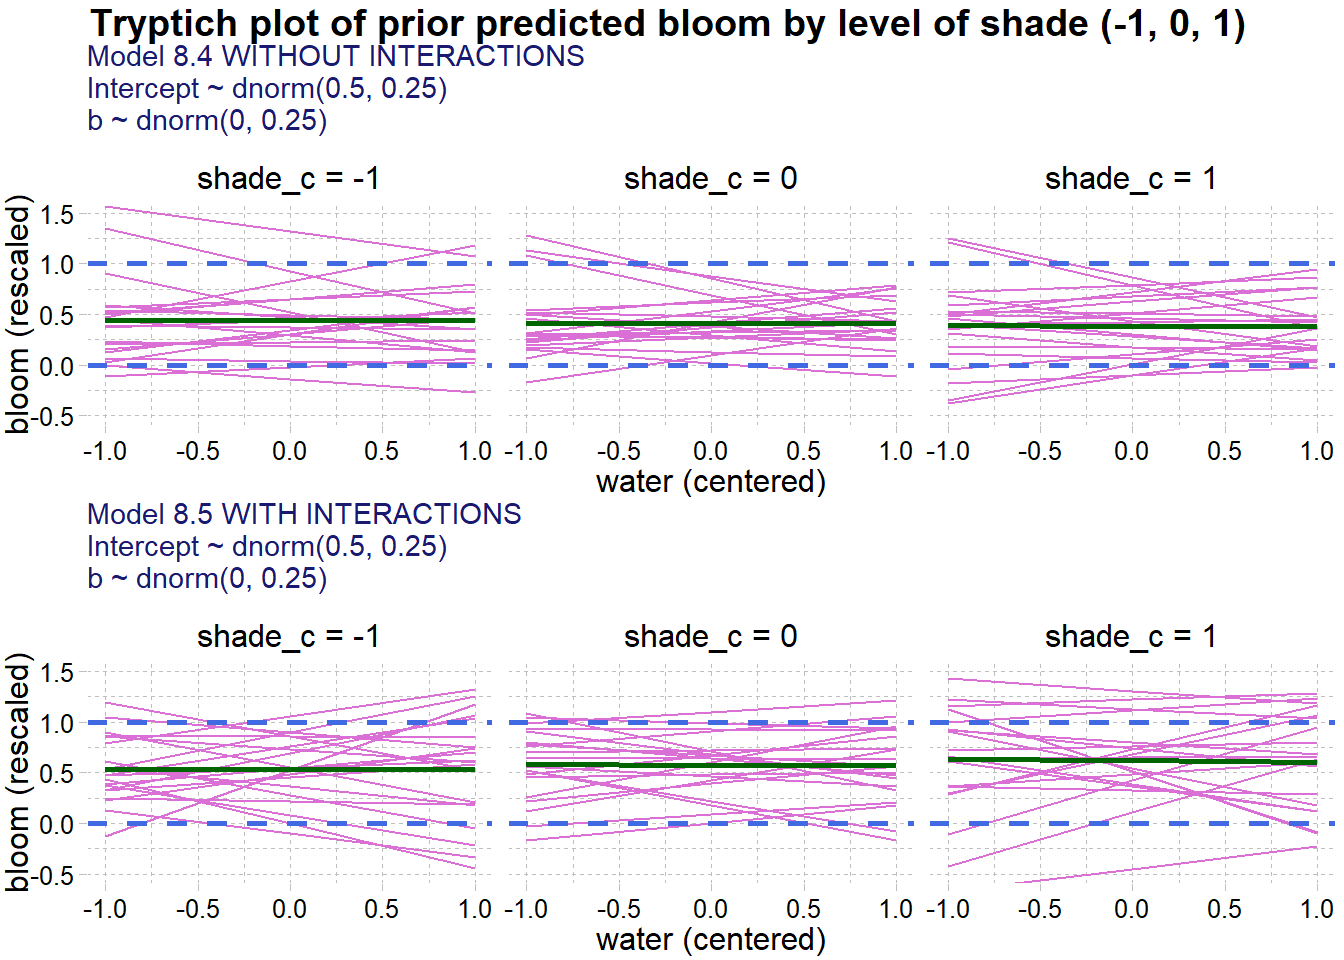 Tryptich plot of prior predicted bloom by level of shade (-1, 0, 1)
Model 8.4 WITHOUT INTERACTIONS
Intercept ~ dnorm(0.5, 0.25)
b ~ dnorm(0, 0.25)
shade_c = -1
shade_c = 0
shade_c = 1
bloom (rescaled)
1.5
1.0
0.5
0.0
-0.5
-1.0 -0.5 0.0 0.5 1.0
-1.0 -0.5 0.0 0.5 1.0
-1.0 -0.5 0.0 0.5 1.0
water (centered)
Model 8.5 WITH INTERACTIONS
Intercept ~ dnorm(0.5, 0.25)
b ~ dnorm(0, 0.25)
shade_c = -1
shade_c = 0
shade_c = 1
bloom (rescaled)
1.5
1.0
0.5
0.0
-0.5
-1.0 -0.5 0.0 0.5 1.0
-1.0 -0.5 0.0 0.5 1.0
-1.0 -0.5 0.0 0.5 1.0
water (centered)